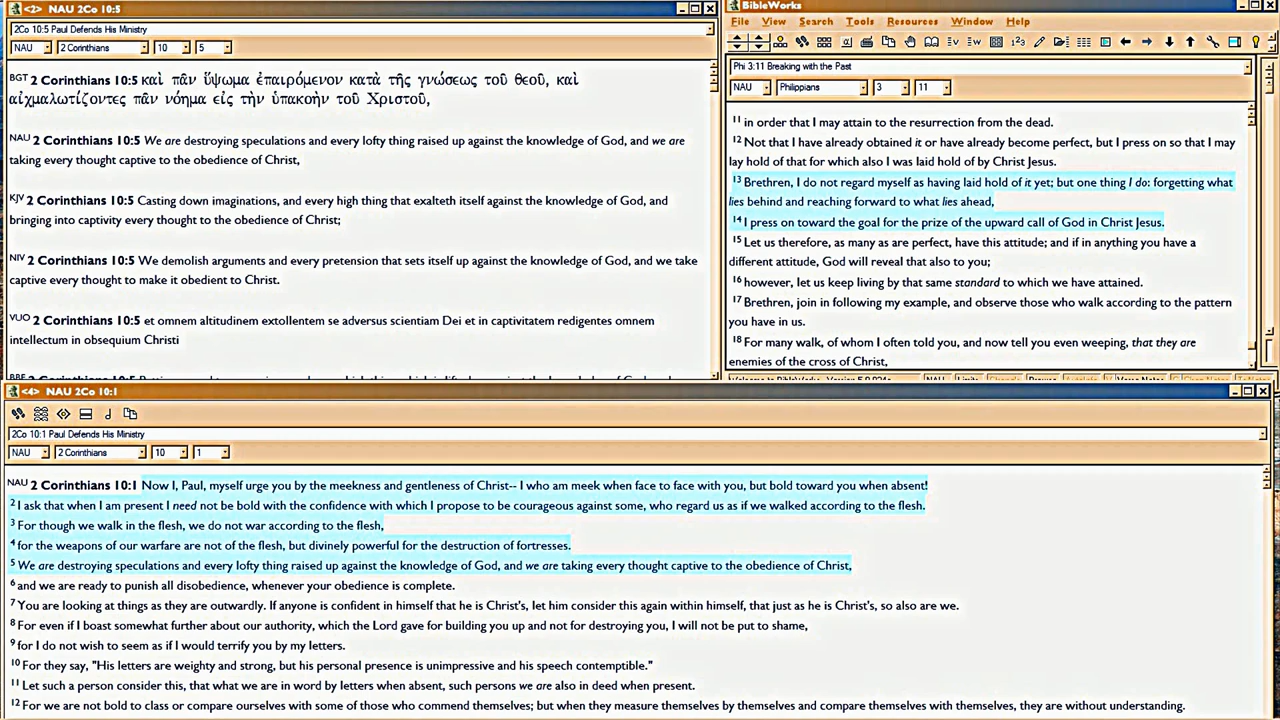 <2> NAU 2Co 10:5
2Co 10:5 Paul Defends His Ministry
NAU 2 Corinthians 10 5
BGT 2 Corinthians 10:5 καὶ πᾶν ὕψωμα ἐπαιρόμενον κατὰ τῆς γνώσεως τοῦ θεοῦ, καὶ
αἰχμαλωτίζοντες πᾶν νόημα εἰς τὴν ὑπακοὴν τοῦ Χριστοῦ,
NAU 2 Corinthians 10:5 We are destroying speculations and every lofty thing raised up against the knowledge of God, and we are
taking every thought captive to the obedience of Christ,
KJV 2 Corinthians 10:5 Casting down imaginations, and every high thing that exalteth itself against the knowledge of God, and
bringing into captivity every thought to the obedience of Christ;
NIV 2 Corinthians 10:5 We demolish arguments and every pretension that sets itself up against the knowledge of God, and we take
captive every thought to make it obedient to Christ.
VUO 2 Corinthians 10:5 et omnem altitudinem extollentem se adversus scientiam Dei et in captivitatem redigentes omnem
intellectum in obsequium Christi
BBE 2 Corinthians 10:5
BibleWorks
File View Search Tools Resources Window Help
Phi 3:11 Breaking with the Past
NAU Philippians 3 11
11 in order that I may attain to the resurrection from the dead.
12 Not that I have already obtained it or have already become perfect, but I press on so that I may
lay hold of that for which also I was laid hold of by Christ Jesus.
13 Brethren, I do not regard myself as having laid hold of it yet; but one thing I do: forgetting what
lies behind and reaching forward to what lies ahead,
14 I press on toward the goal for the prize of the upward call of God in Christ Jesus.
15 Let us therefore, as many as are perfect, have this attitude; and if in anything you have a
different attitude, God will reveal that also to you;
16 however, let us keep living by that same standard to which we have attained.
17 Brethren, join in following my example, and observe those who walk according to the pattern
you have in us.
18 For many walk, of whom I often told you, and now tell you even weeping, that they are
enemies of the cross of Christ,
Welcome to BibleWorks NAU Limits
<4> NAU 2Co 10:1
2Co 10:1 Paul Defends His Ministry
NAU 2 Corinthians 10 1
NAU 2 Corinthians 10:1 Now I, Paul, myself urge you by the meekness and gentleness of Christ-- I who am meek when face to face with you, but bold toward you when absent!
2 I ask that when I am present I need not be bold with the confidence with which I propose to be courageous against some, who regard us as if we walked according to the flesh.
3 For though we walk in the flesh, we do not war according to the flesh,
4 for the weapons of our warfare are not of the flesh, but divinely powerful for the destruction of fortresses.
5 We are destroying speculations and every lofty thing raised up against the knowledge of God, and we are taking every thought captive to the obedience of Christ,
6 and we are ready to punish all disobedience, whenever your obedience is complete.
7 You are looking at things as they are outwardly. If anyone is confident in himself that he is Christ's, let him consider this again within himself, that just as he is Christ's, so also are we.
8 For even if I boast somewhat further about our authority, which the Lord gave for building you up and not for destroying you, I will not be put to shame,
9 for I do not wish to seem as if I would terrify you by my letters.
10 For they say, "His letters are weighty and strong, but his personal presence is unimpressive and his speech contemptible."
11 Let such a person consider this, that what we are in word by letters when absent, such persons we are also in deed when present.
12 For we are not bold to class or compare ourselves with some of those who commend themselves; but when they measure themselves by themselves and compare themselves with themselves, they are without understanding.